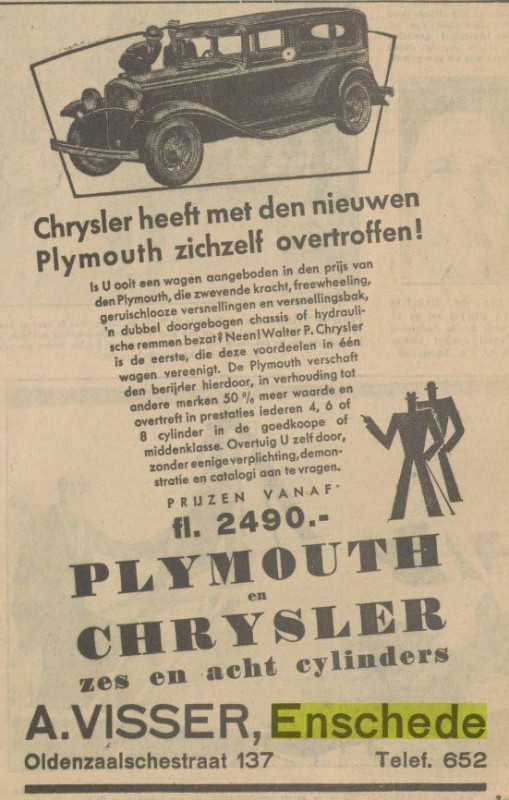 Chrysler heeft met den nieuwen
Plymouth zichzelf overtroffen!
Is U ooit een wagen aangeboden in den prijs van
den Plymouth, die zwevende kracht, freewheeling,
geruischlooze versnellingen en versnellingsbak,
'n dubbel doorgebogen chassis of hydrauli-
sche remmen bezat? Neen! Walter P. Chrysler
is de eerste, die deze voordeelen in één
wagen vereenigt. De Plymouth verschaft
den berijder hierdoor, in verhouding tot
andere merken 50 % meer waarde en
overtreft in prestaties iederen 4, 6 of
8 cylinder in de goedkoope of
middenklasse. Overtuig U zelf door,
zonder eenige verplichting, demon-
stratie en catalogi aan te vragen.
PRIJZEN VANAF
fl. 2490.-
PLYMOUTH
en
CHRYSLER
zes en acht cylinders
A. VISSER, Enschede
Oldenzaalschestraat 137 Telef. 652